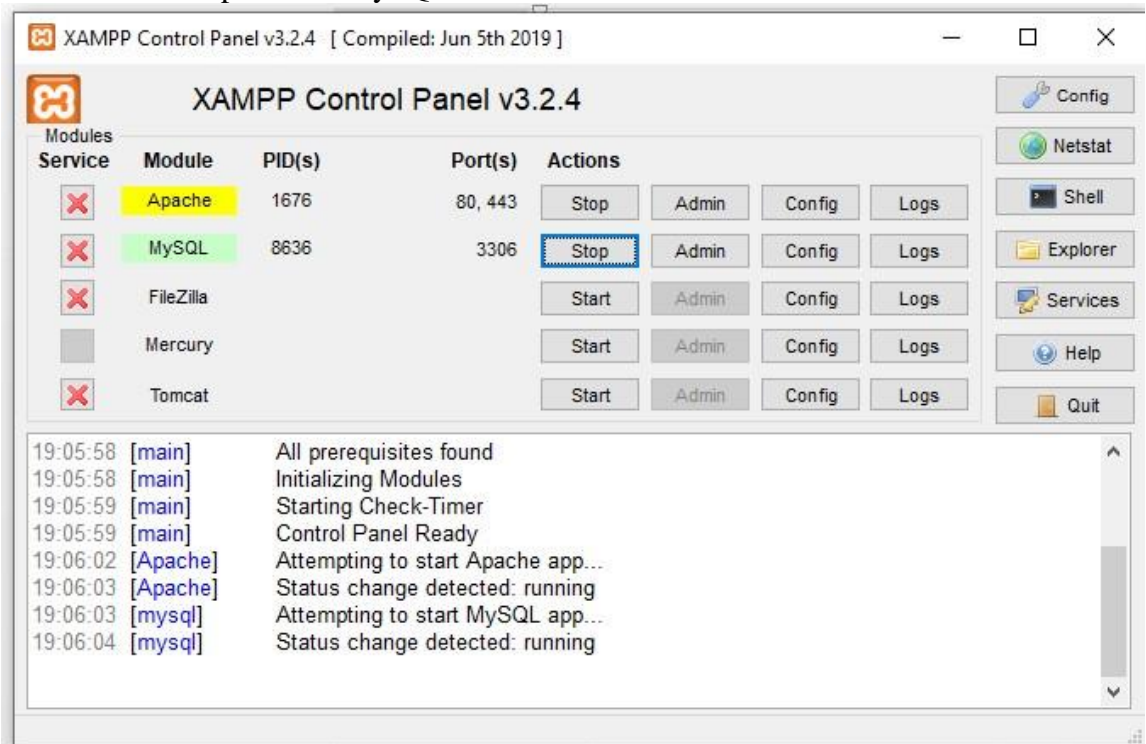 XAMPP Control Panel v3.2.4 [ Compiled: Jun 5th 2019 ]
XAMPP Control Panel v3.2.4
Config
Modules
Service Module PID(s) Port(s) Actions
Netstat
Apache 1676 80, 443 Stop Admin Config Logs
Shell
MySQL 8636 3306 Stop Admin Config Logs
Explorer
FileZilla Start Admin Config Logs
Services
Mercury Start Admin Config Logs
Help
Tomcat Start Admin Config Logs
Quit
19:05:58 [main] All prerequisites found
19:05:58 [main] Initializing Modules
19:05:59 [main] Starting Check-Timer
19:05:59 [main] Control Panel Ready
19:06:02 [Apache] Attempting to start Apache app...
19:06:03 [Apache] Status change detected: running
19:06:03 [mysql] Attempting to start MySQL app...
19:06:04 [mysql] Status change detected: running